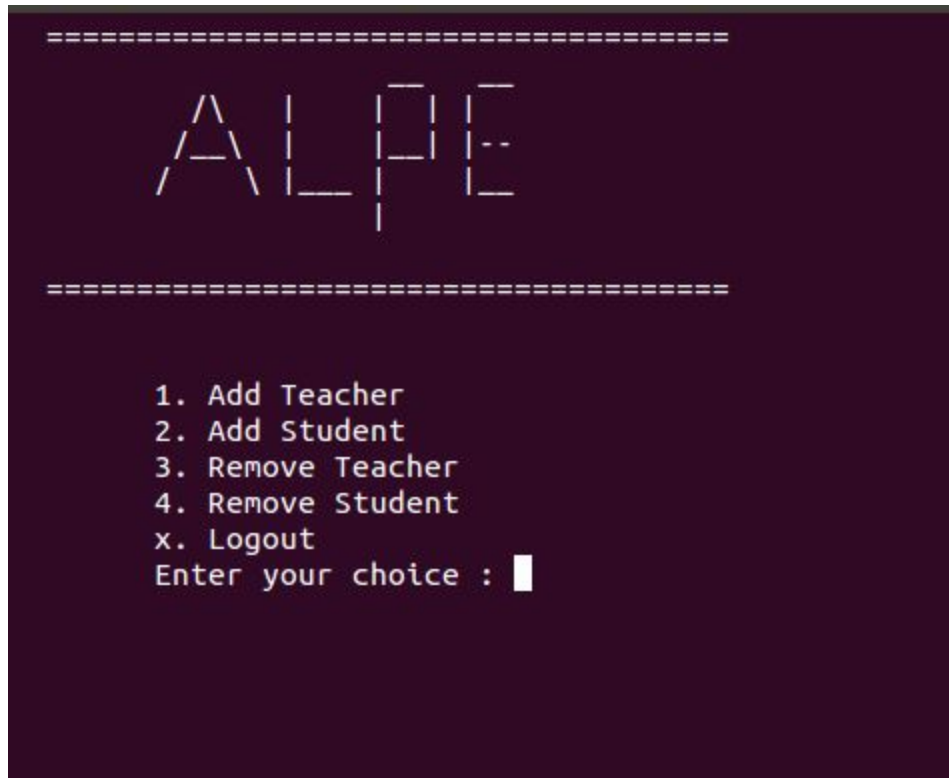 ======================================
ALPE
======================================
1. Add Teacher
2. Add Student
3. Remove Teacher
4. Remove Student
x. Logout
Enter your choice :